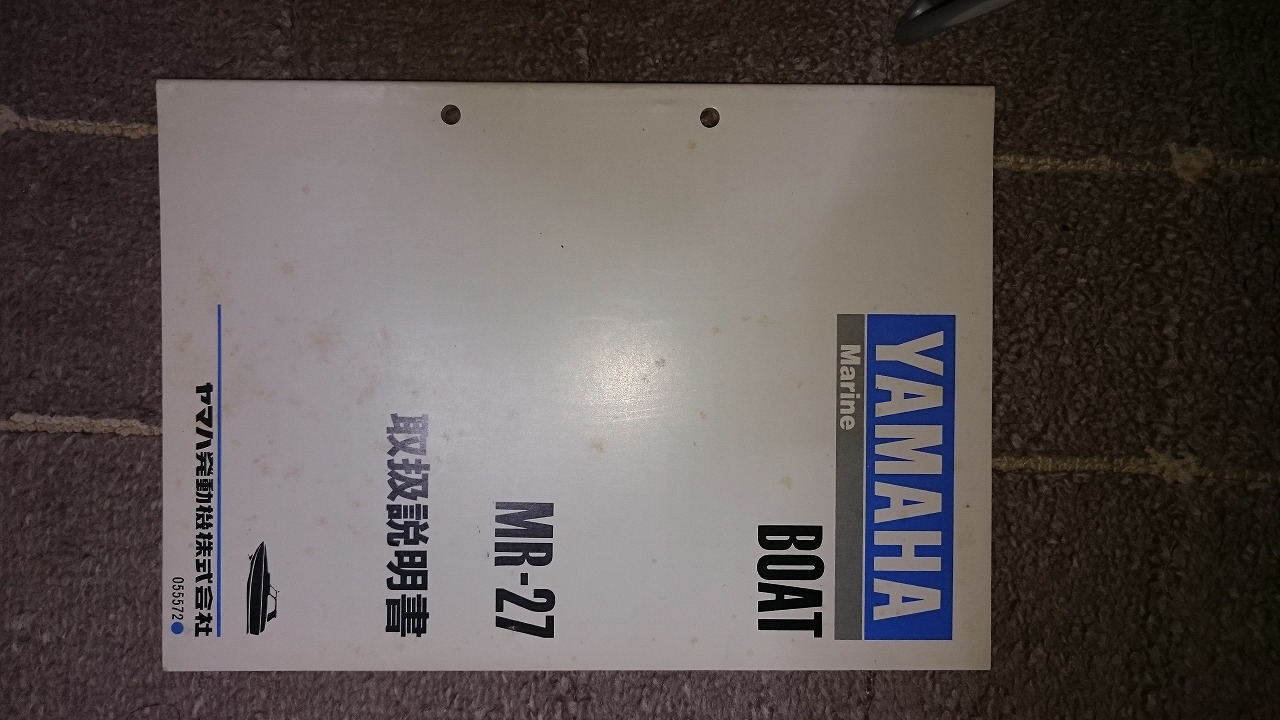 YAMAHA
Marine
BOAT
MR-27
取扱説明書
ヤマハ発動機株式会社
055572